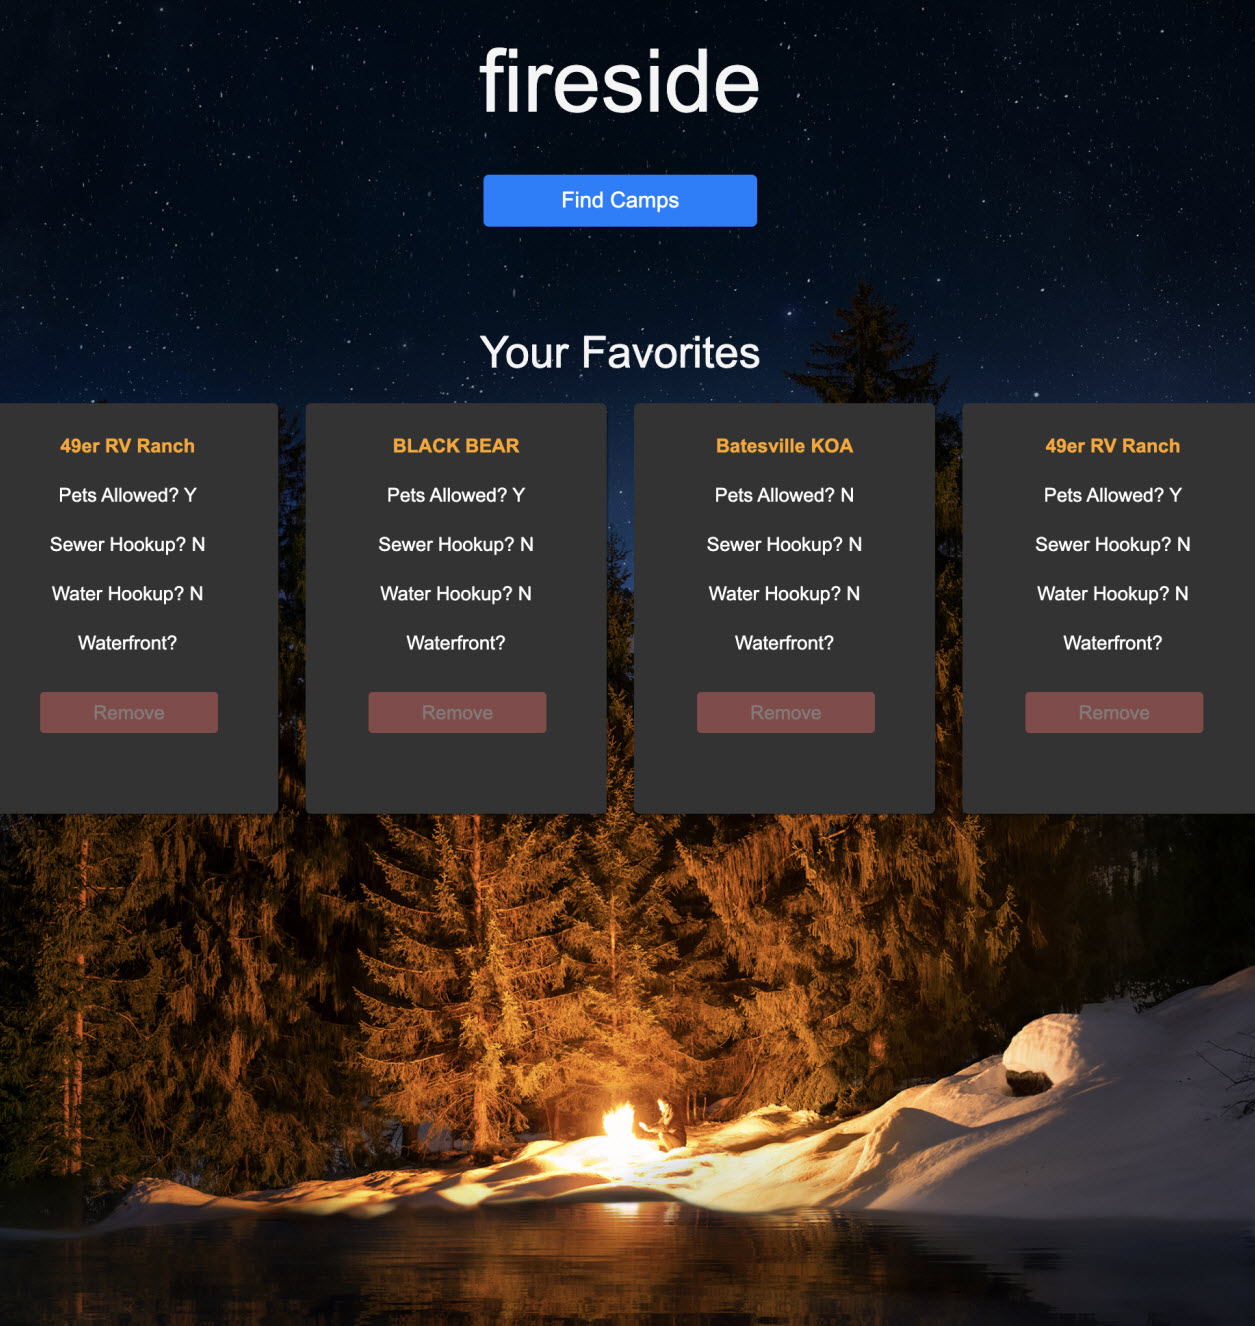 fireside
Find Camps
Your Favorites
49er RV Ranch
Pets Allowed? Y
Sewer Hookup? N
Water Hookup? N
Waterfront?
Remove
BLACK BEAR
Pets Allowed? Y
Sewer Hookup? N
Water Hookup? N
Waterfront?
Remove
Batesville KOA
Pets Allowed? N
Sewer Hookup? N
Water Hookup? N
Waterfront?
Remove
49er RV Ranch
Pets Allowed? Y
Sewer Hookup? N
Water Hookup? N
Waterfront?
Remove